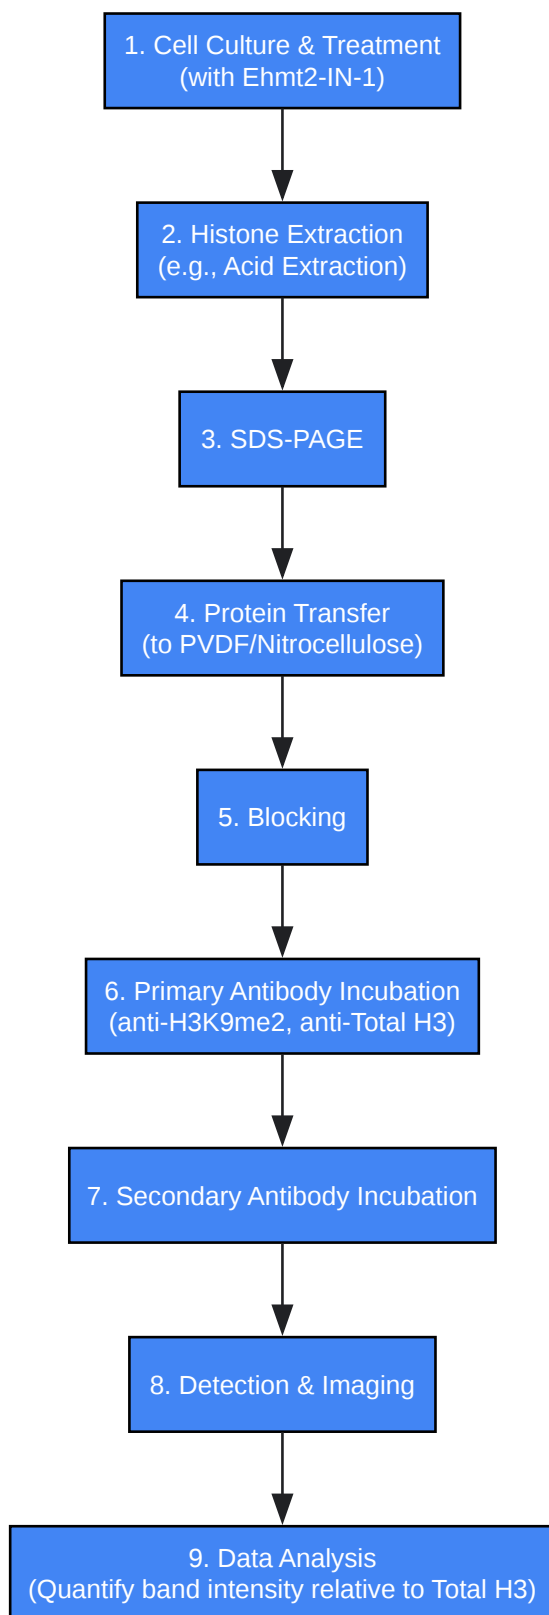 1. Cell Culture & Treatment
(with Ehmt2-IN-1)
2. Histone Extraction
(e.g., Acid Extraction)
3. SDS-PAGE
4. Protein Transfer
(to PVDF/Nitrocellulose)
5. Blocking
6. Primary Antibody Incubation
(anti-H3K9me2, anti-Total H3)
7. Secondary Antibody Incubation
8. Detection & Imaging
9. Data Analysis
(Quantify band intensity relative to Total H3)